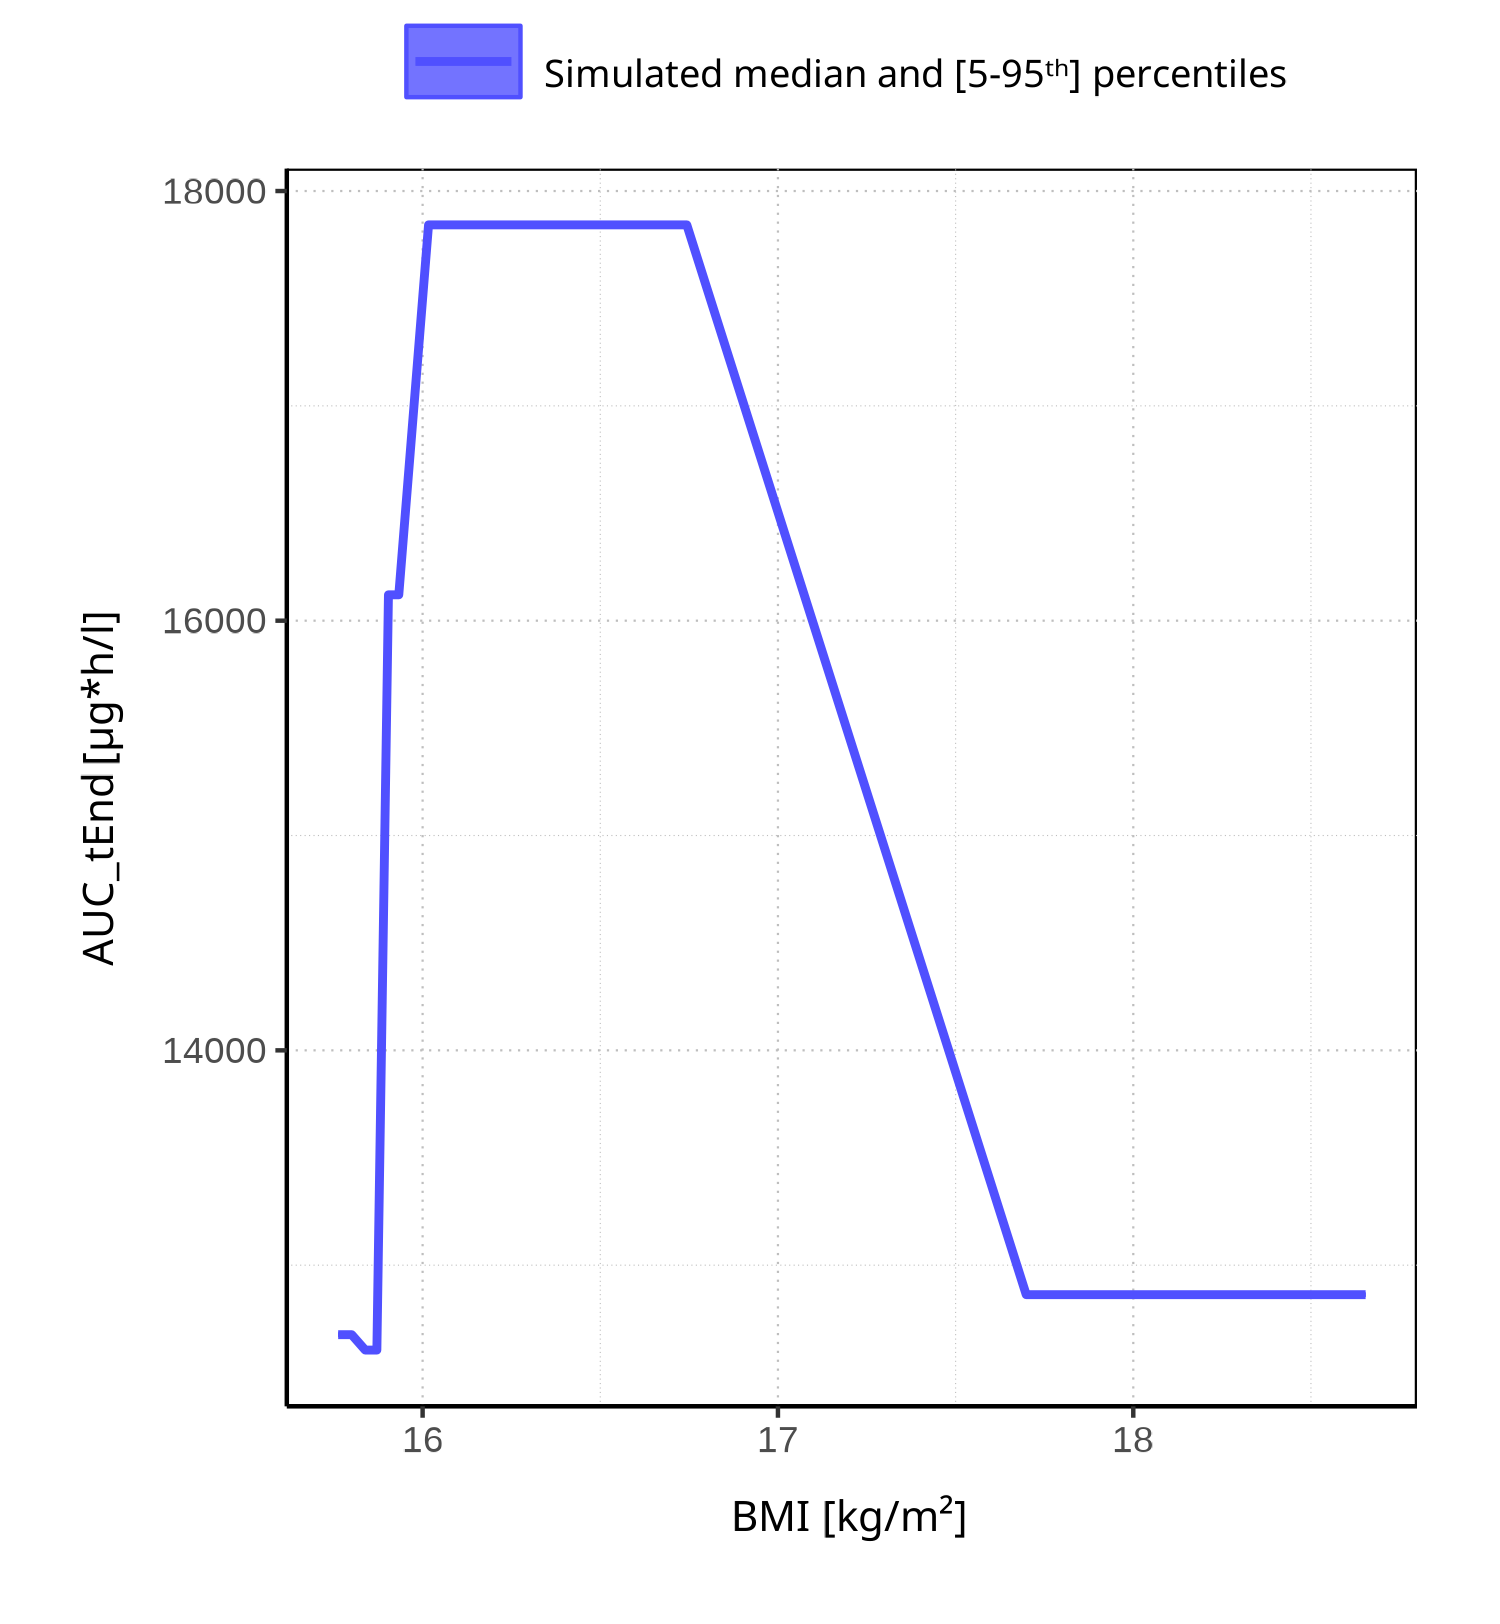 Simulated median and [5-95ᵗʰ] percentiles
18000
16000
14000
AUC_tEnd [µg*h/l]
16 17 18
BMI [kg/m²]